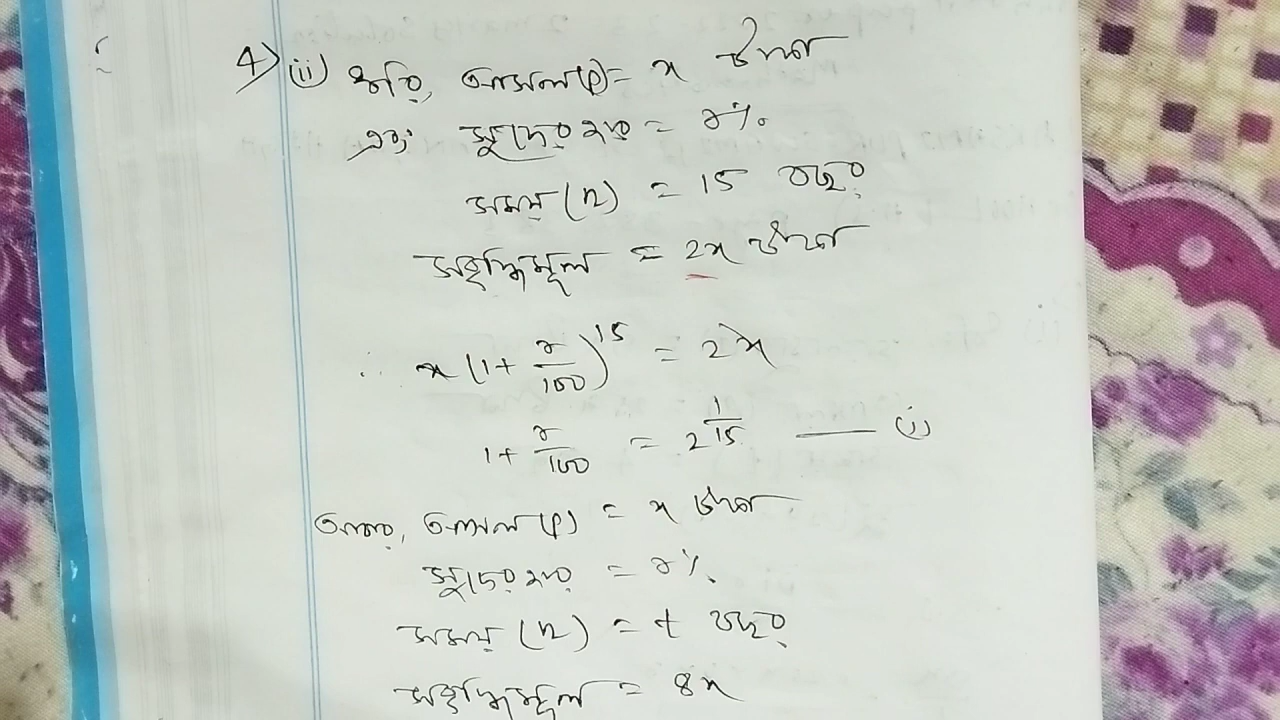 4) (ii) ধরি, আসল(P) = x টাকা
এবং সুদের হার = r%
সময় (n) = 15 বছর
সবৃদ্ধিমূল = 2x টাকা
∴ x (1 + r/100)^15 = 2x
1 + r/100 = 2^(1/15) —— (i)
আবার, আসল (P) = x টাকা
সুদের হার = r%
সময় (n) = t বছর
সবৃদ্ধিমূল = 8x